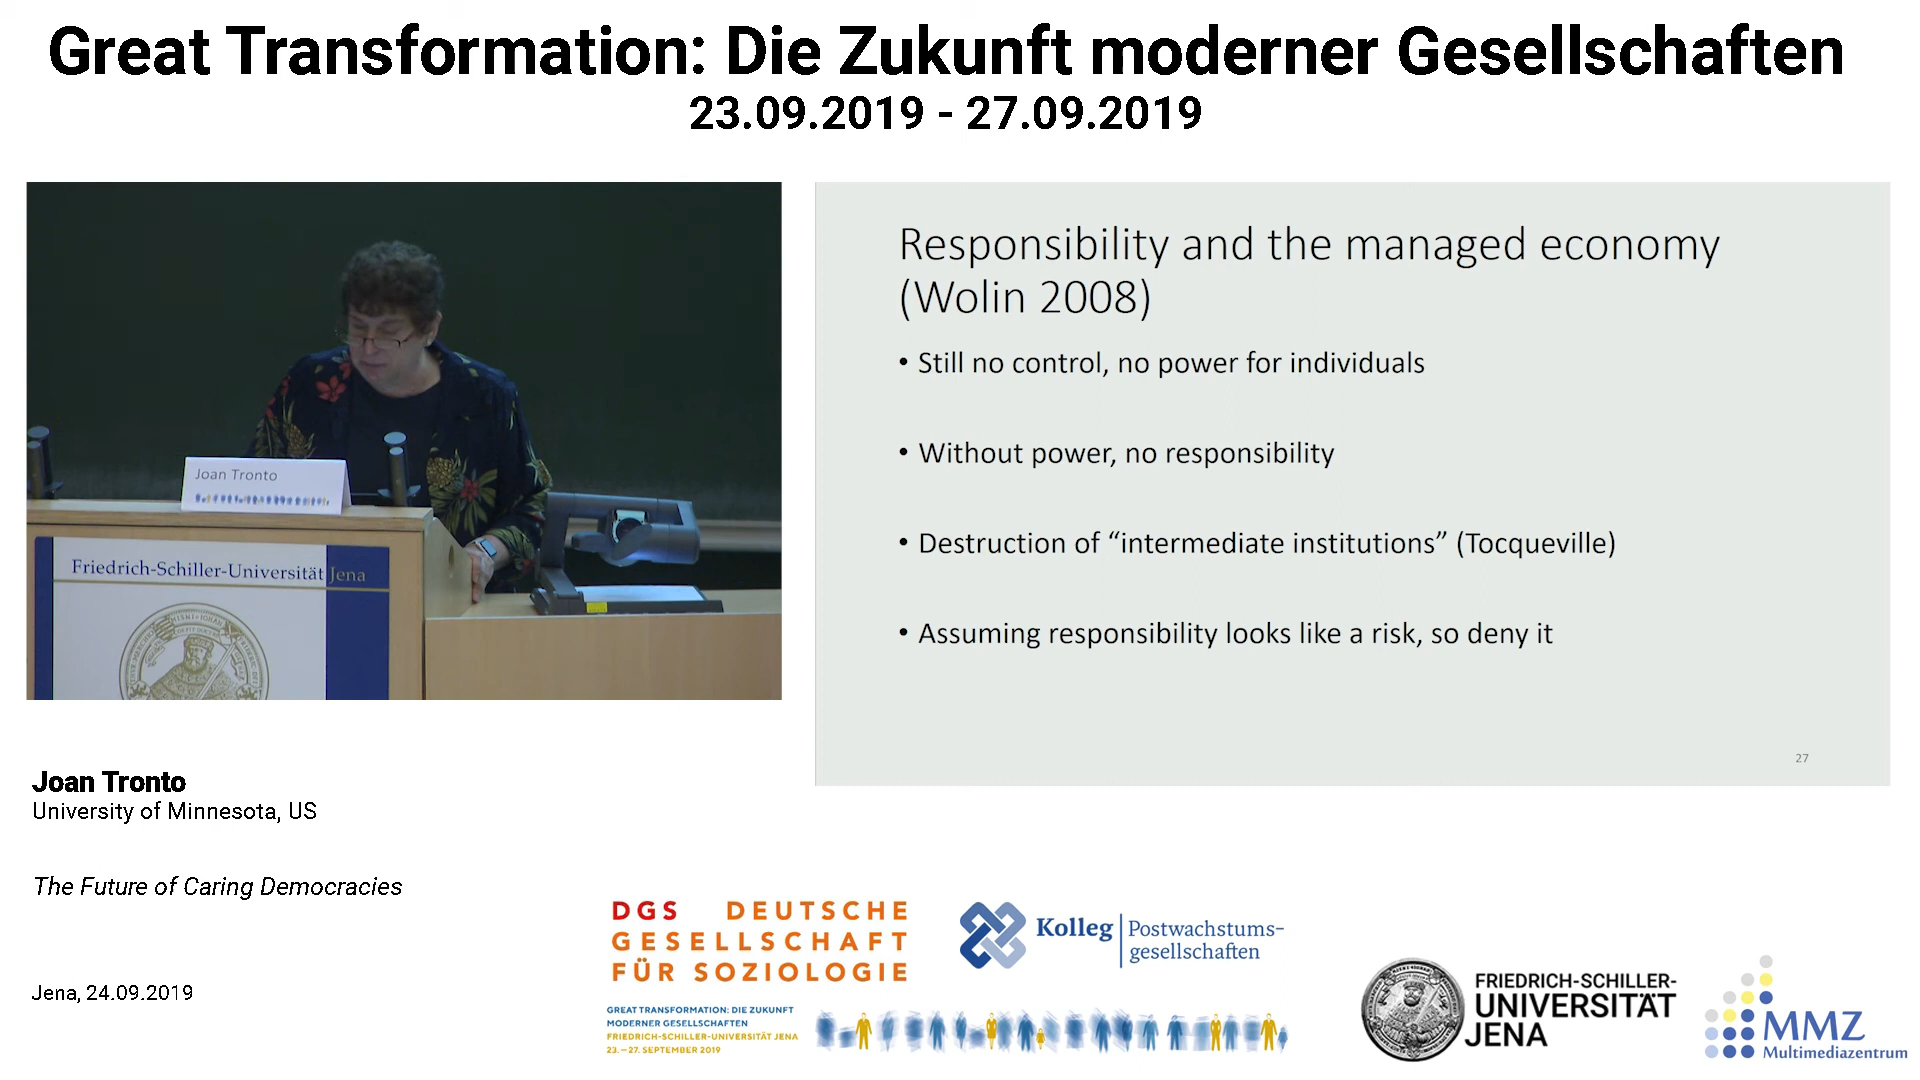 Great Transformation: Die Zukunft moderner Gesellschaften
23.09.2019 - 27.09.2019
Joan Tronto
Friedrich-Schiller-Universität Jena
Responsibility and the managed economy
(Wolin 2008)
• Still no control, no power for individuals
• Without power, no responsibility
• Destruction of “intermediate institutions” (Tocqueville)
• Assuming responsibility looks like a risk, so deny it
27
Joan Tronto
University of Minnesota, US
The Future of Caring Democracies
Jena, 24.09.2019
DGS DEUTSCHE
GESELLSCHAFT
FÜR SOZIOLOGIE
GREAT TRANSFORMATION: DIE ZUKUNFT
MODERNER GESELLSCHAFTEN
FRIEDRICH-SCHILLER-UNIVERSITÄT JENA
23.–27. SEPTEMBER 2019
Kolleg Postwachstums-
gesellschaften
FRIEDRICH-SCHILLER-
UNIVERSITÄT
JENA
MMZ
Multimediazentrum